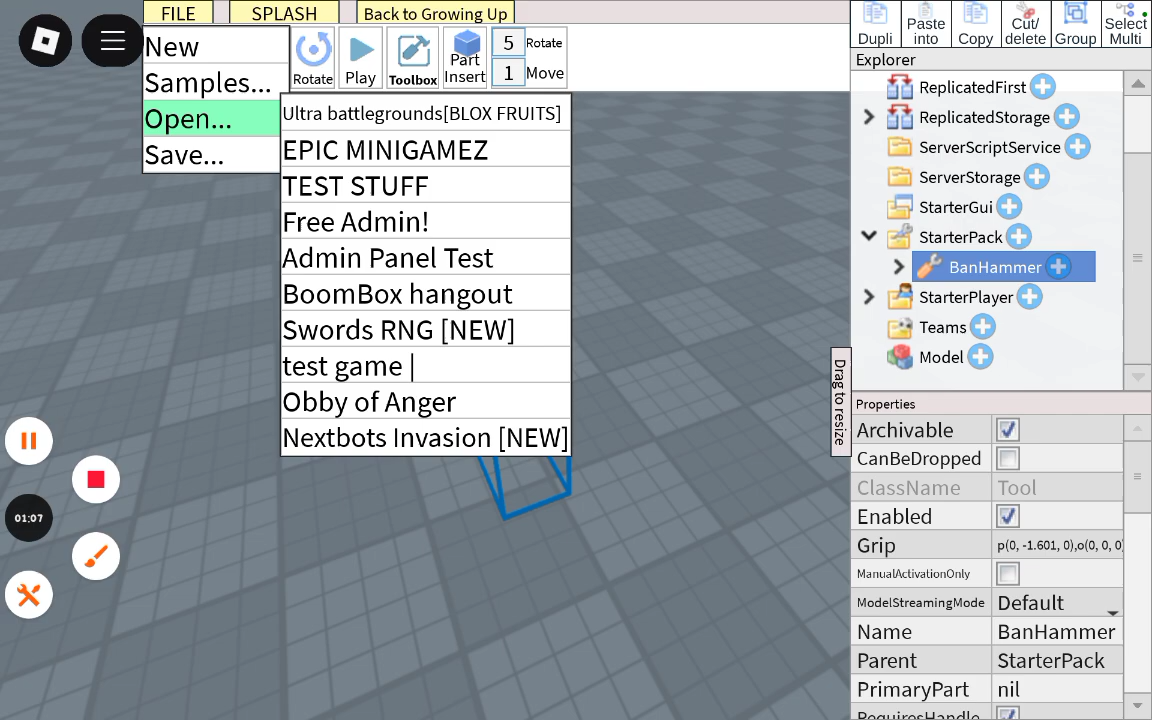 FILE
SPLASH
Back to Growing Up
New
Samples...
Open...
Save...
Rotate
Play
Toolbox
Part
Insert
5
Rotate
1
Move
Ultra battlegrounds[BLOX FRUITS]
EPIC MINIGAMEZ
TEST STUFF
Free Admin!
Admin Panel Test
BoomBox hangout
Swords RNG [NEW]
test game |
Obby of Anger
Nextbots Invasion [NEW]
01:07
Drag to resize
Dupli
Paste
into
Copy
Cut/
delete
Group
Select
Multi
Explorer
ReplicatedFirst
ReplicatedStorage
ServerScriptService
ServerStorage
StarterGui
StarterPack
BanHammer
StarterPlayer
Teams
Model
Properties
Archivable
CanBeDropped
ClassName Tool
Enabled
Grip p(0, -1.601, 0),o(0, 0, 0)
ManualActivationOnly
ModelStreamingMode Default
Name BanHammer
Parent StarterPack
PrimaryPart nil
RequiresHandle